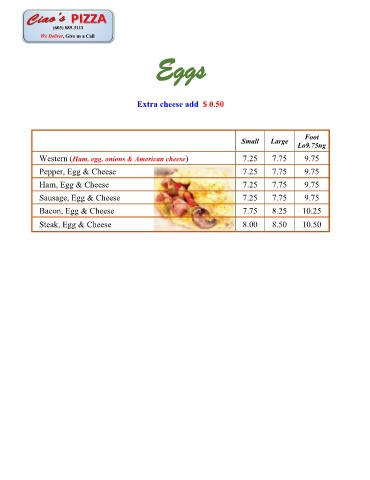 Ciao's PIZZA
(603) 889-3111
We Deliver, Give us a Call
Eggs
Extra cheese add $ 0.50
Small Large Foot
Lo9.75ng
Western (Ham, egg, onions & American cheese) 7.25 7.75 9.75
Pepper, Egg & Cheese 7.25 7.75 9.75
Ham, Egg & Cheese 7.25 7.75 9.75
Sausage, Egg & Cheese 7.25 7.75 9.75
Bacon, Egg & Cheese 7.75 8.25 10.25
Steak, Egg & Cheese 8.00 8.50 10.50